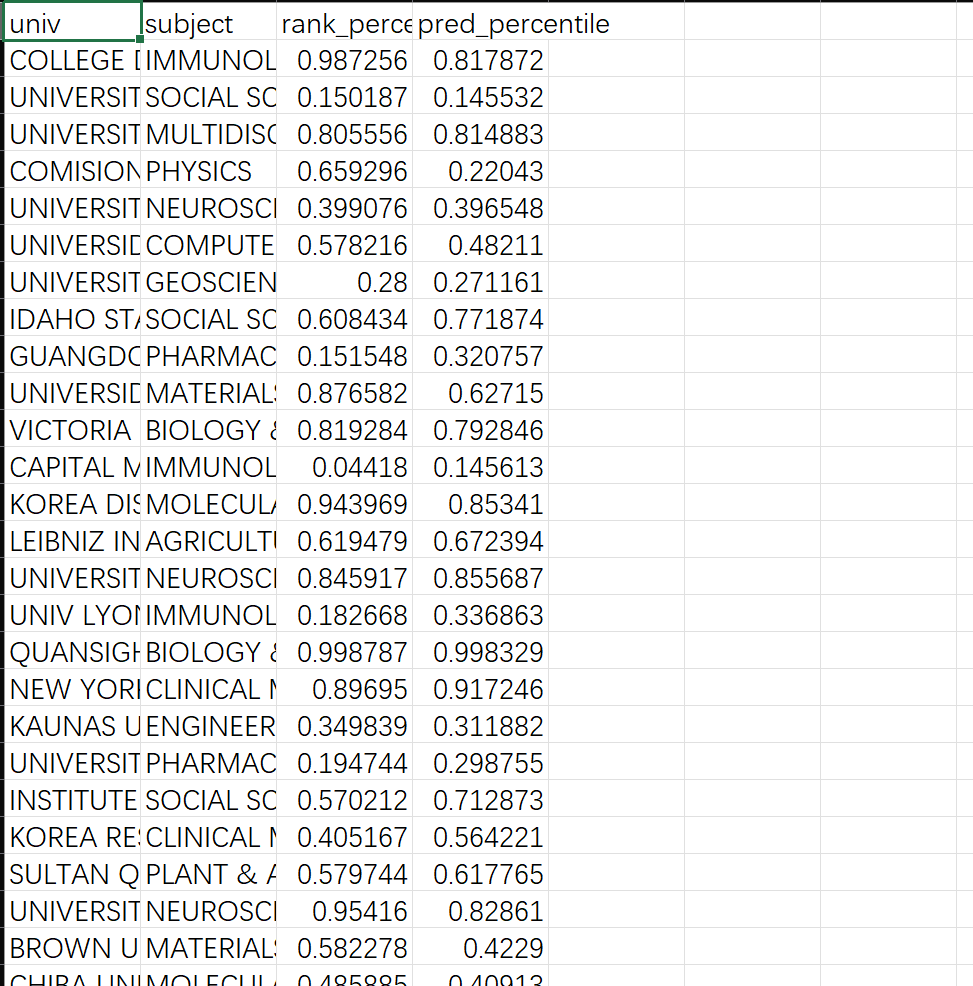 univ subject rank_perce pred_percentile
COLLEGE IMMUNOL 0.987256 0.817872
UNIVERSIT SOCIAL SC 0.150187 0.145532
UNIVERSIT MULTIDISC 0.805556 0.814883
COMISION PHYSICS 0.659296 0.22043
UNIVERSIT NEUROSCI 0.399076 0.396548
UNIVERSID COMPUTE 0.578216 0.48211
UNIVERSIT GEOSCIEN 0.28 0.271161
IDAHO STA SOCIAL SC 0.608434 0.771874
GUANGDO PHARMAC 0.151548 0.320757
UNIVERSID MATERIALS 0.876582 0.62715
VICTORIA BIOLOGY & 0.819284 0.792846
CAPITAL M IMMUNOL 0.04418 0.145613
KOREA DIS MOLECULA 0.943969 0.85341
LEIBNIZ IN AGRICULTU 0.619479 0.672394
UNIVERSIT NEUROSCI 0.845917 0.855687
UNIV LYON IMMUNOL 0.182668 0.336863
QUANSIGH BIOLOGY & 0.998787 0.998329
NEW YORK CLINICAL M 0.89695 0.917246
KAUNAS U ENGINEER 0.349839 0.311882
UNIVERSIT PHARMAC 0.194744 0.298755
INSTITUTE SOCIAL SC 0.570212 0.712873
KOREA RES CLINICAL M 0.405167 0.564221
SULTAN Q PLANT & A 0.579744 0.617765
UNIVERSIT NEUROSCI 0.95416 0.82861
BROWN U MATERIALS 0.582278 0.4229
CHIBA UNI MOLECULA 0.485885 0.40913